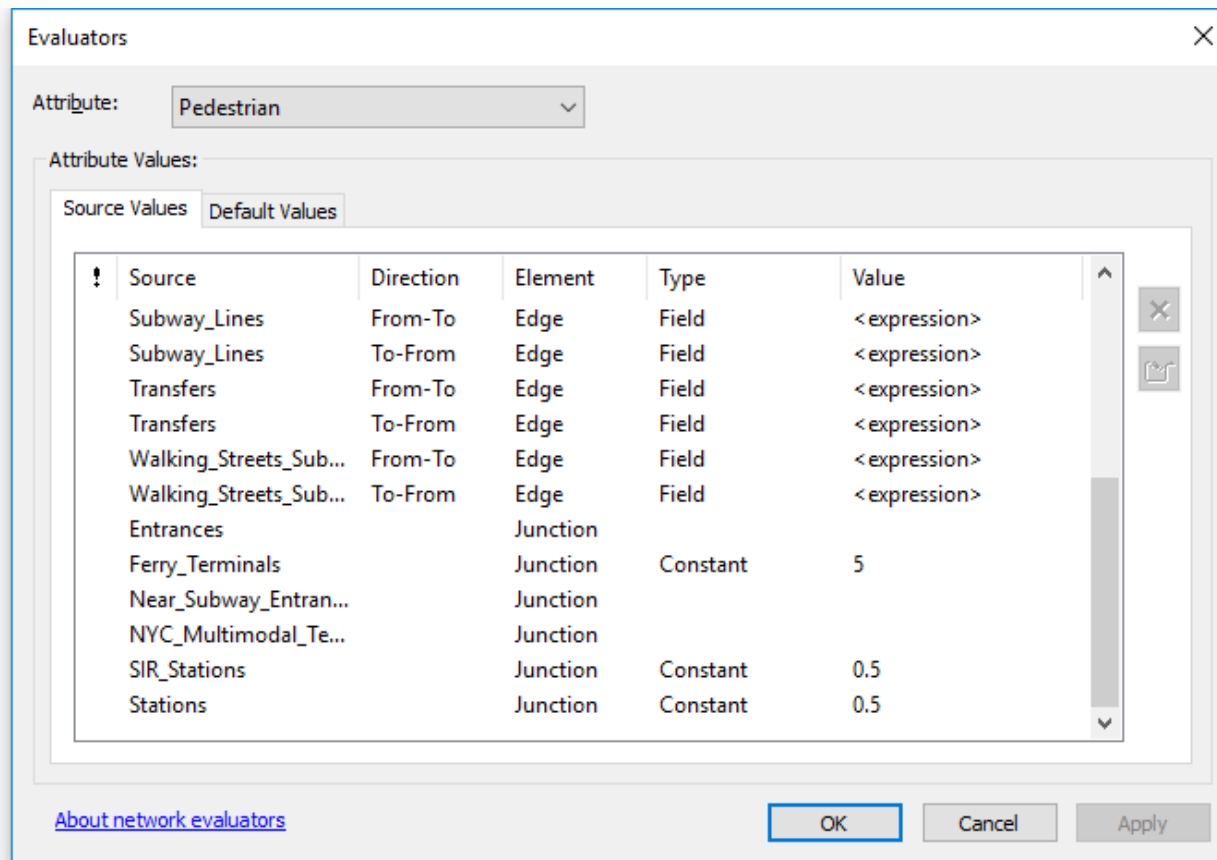 Evaluators
Attribute: Pedestrian
Attribute Values:
Source Values Default Values
! Source Direction Element Type Value
Subway_Lines From-To Edge Field <expression>
Subway_Lines To-From Edge Field <expression>
Transfers From-To Edge Field <expression>
Transfers To-From Edge Field <expression>
Walking_Streets_Sub... From-To Edge Field <expression>
Walking_Streets_Sub... To-From Edge Field <expression>
Entrances Junction
Ferry_Terminals Junction Constant 5
Near_Subway_Entran... Junction
NYC_Multimodal_Te... Junction
SIR_Stations Junction Constant 0.5
Stations Junction Constant 0.5
About network evaluators OK Cancel Apply